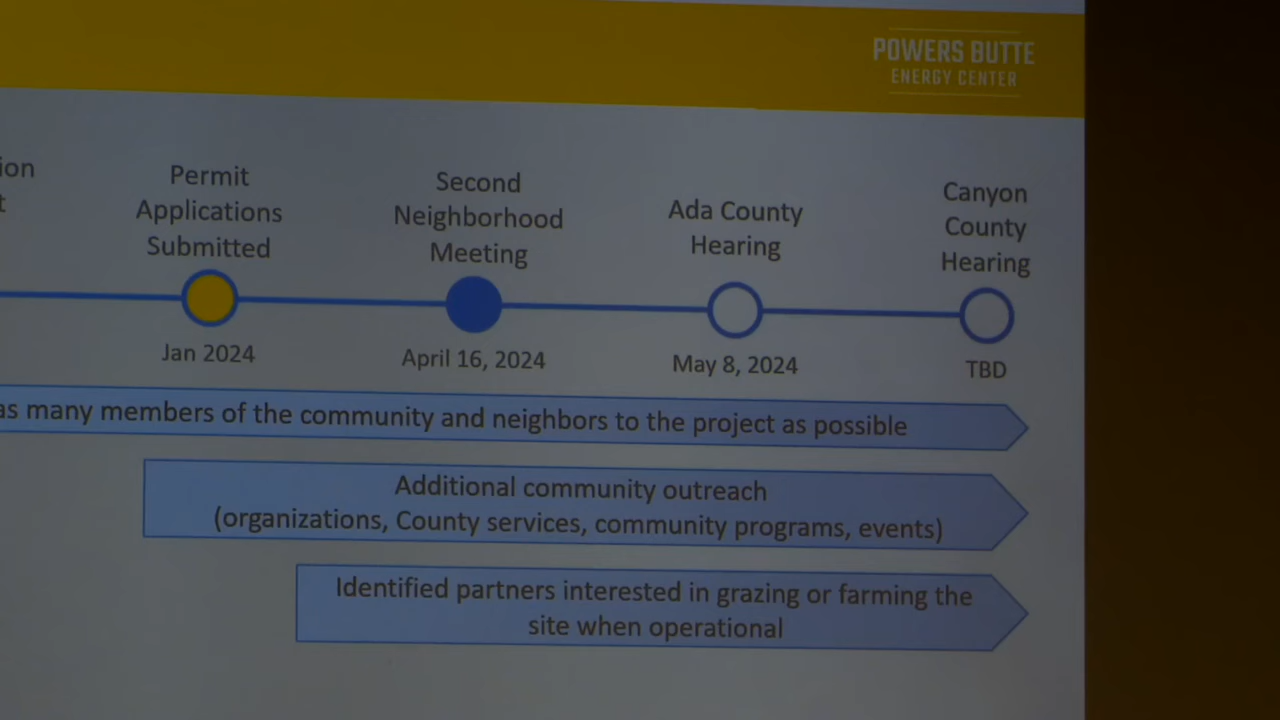 POWERS BUTTE
ENERGY CENTER
ion
t
Permit
Applications
Submitted
Second
Neighborhood
Meeting
Ada County
Hearing
Canyon
County
Hearing
Jan 2024
April 16, 2024
May 8, 2024
TBD
as many members of the community and neighbors to the project as possible
Additional community outreach
(organizations, County services, community programs, events)
Identified partners interested in grazing or farming the
site when operational